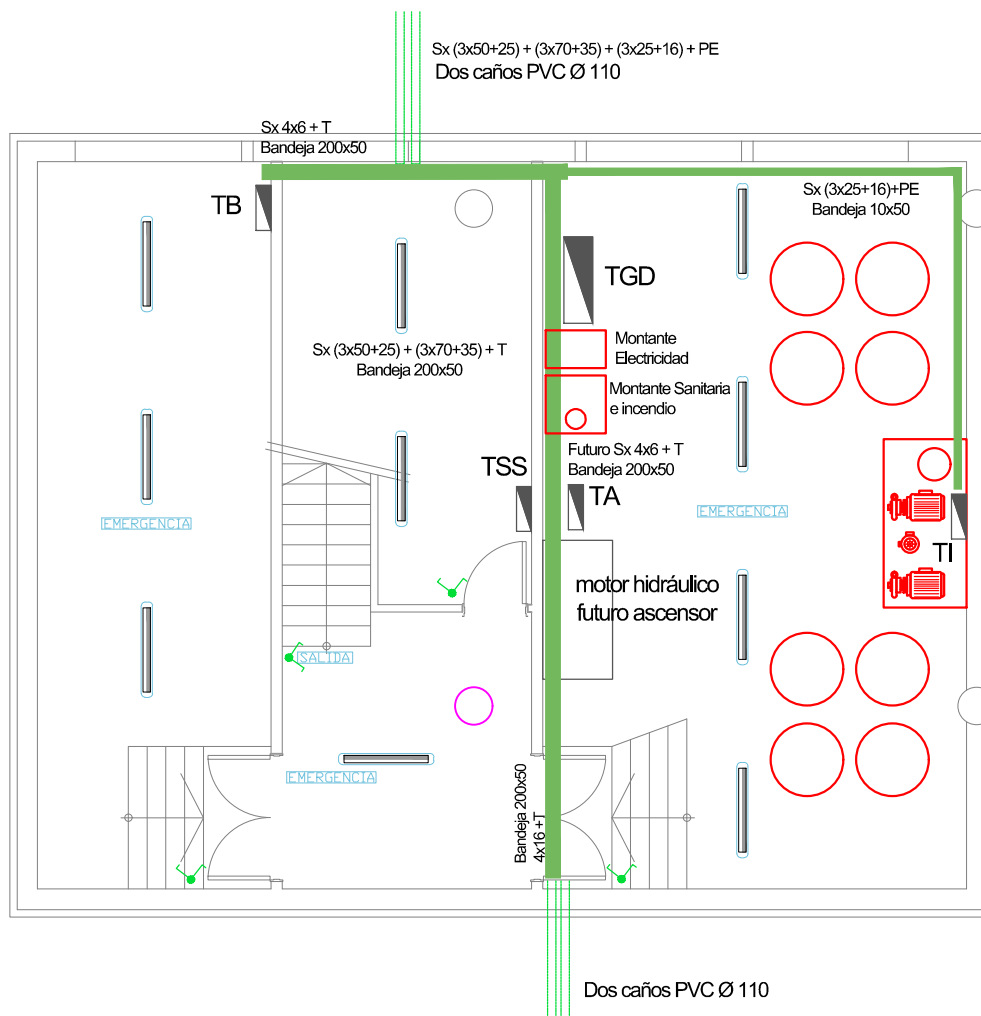 Sx (3x50+25) + (3x70+35) + (3x25+16) + PE
Dos caños PVC Ø 110
Sx 4x6 + T
Bandeja 200x50
TB
Sx (3x25+16)+PE
Bandeja 10x50
TGD
Montante
Electricidad
Sx (3x50+25) + (3x70+35) + T
Bandeja 200x50
Montante Sanitaria
e incendio
Futuro Sx 4x6 + T
Bandeja 200x50
TSS
TA
EMERGENCIA
EMERGENCIA
TI
motor hidráulico
futuro ascensor
SALIDA
EMERGENCIA
Bandeja 200x50
4x16 +T
Dos caños PVC Ø 110